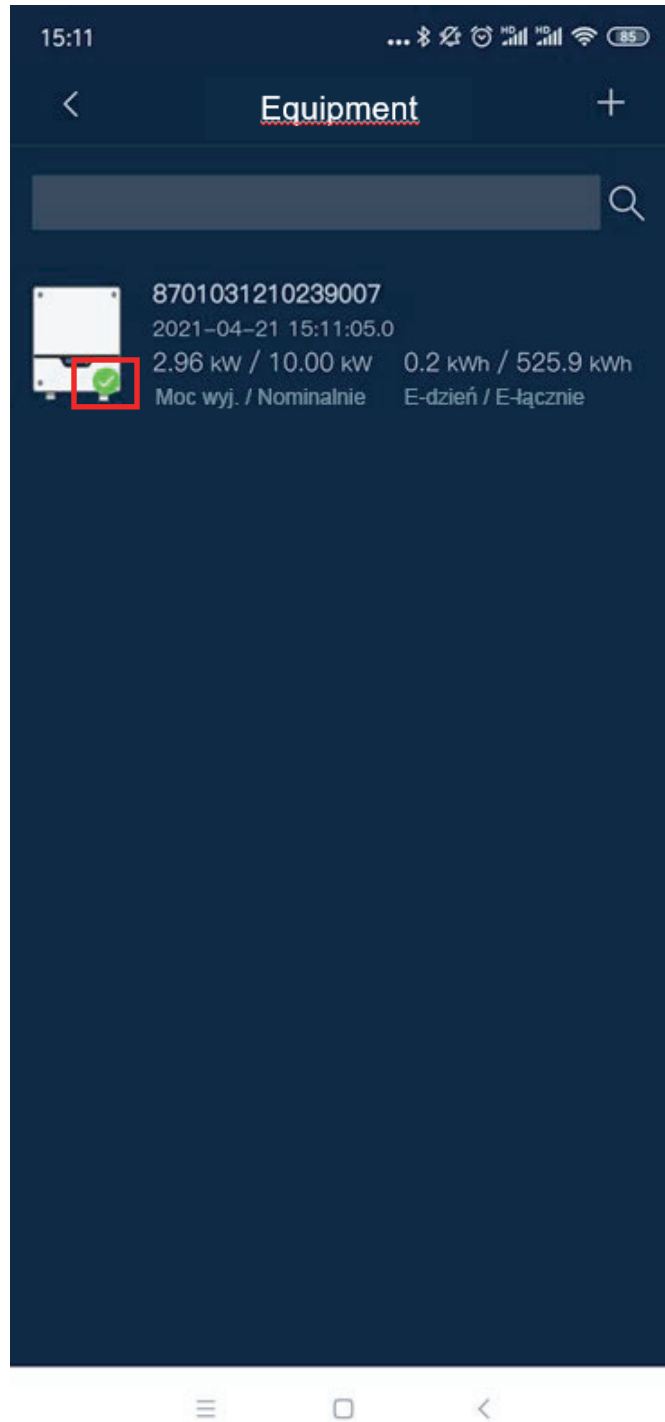 15:11 85
Equipment
8701031210239007
2021-04-21 15:11:05.0
2.96 kW / 10.00 kW 0.2 kWh / 525.9 kWh
Moc wyj. / Nominalnie E-dzień / E-łącznie